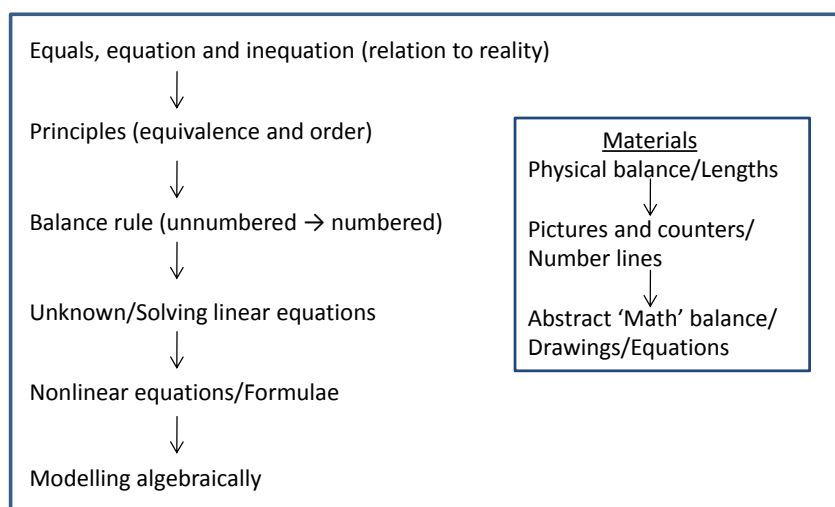 Equals, equation and inequation (relation to reality)
Principles (equivalence and order)
Balance rule (unnumbered → numbered)
Unknown/Solving linear equations
Nonlinear equations/Formulae
Modelling algebraically
Materials
Physical balance/Lengths
Pictures and counters/
Number lines
Abstract ‘Math’ balance/
Drawings/Equations